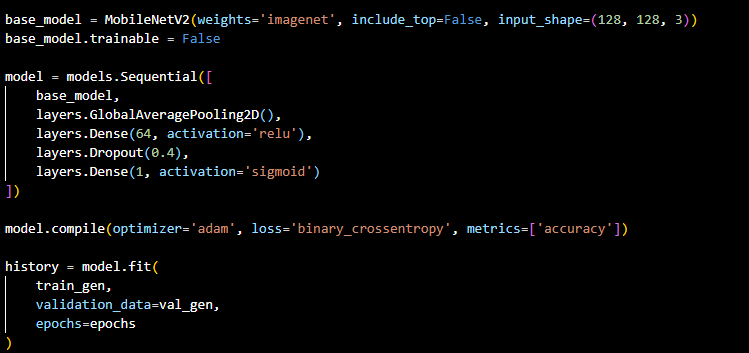 base_model = MobileNetV2(weights='imagenet', include_top=False, input_shape=(128, 128, 3))
base_model.trainable = False

model = models.Sequential([
    base_model,
    layers.GlobalAveragePooling2D(),
    layers.Dense(64, activation='relu'),
    layers.Dropout(0.4),
    layers.Dense(1, activation='sigmoid')
])

model.compile(optimizer='adam', loss='binary_crossentropy', metrics=['accuracy'])

history = model.fit(
    train_gen,
    validation_data=val_gen,
    epochs=epochs
)